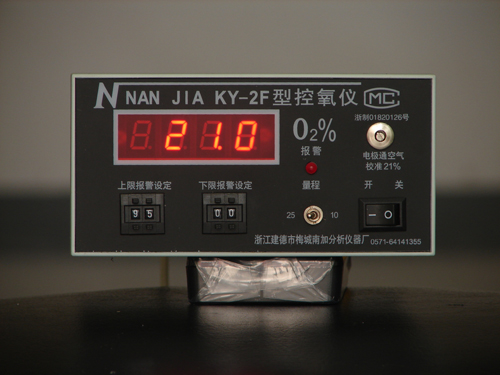 N NAN JIA KY-2F型控氧仪 MC
浙制01820126号
21.0
O2%
报警
电极通空气
校准21%
上限报警设定
下限报警设定
量程
开 关
95
00
25
10
— O
浙江建德市梅城南加分析仪器厂 0571-64141355